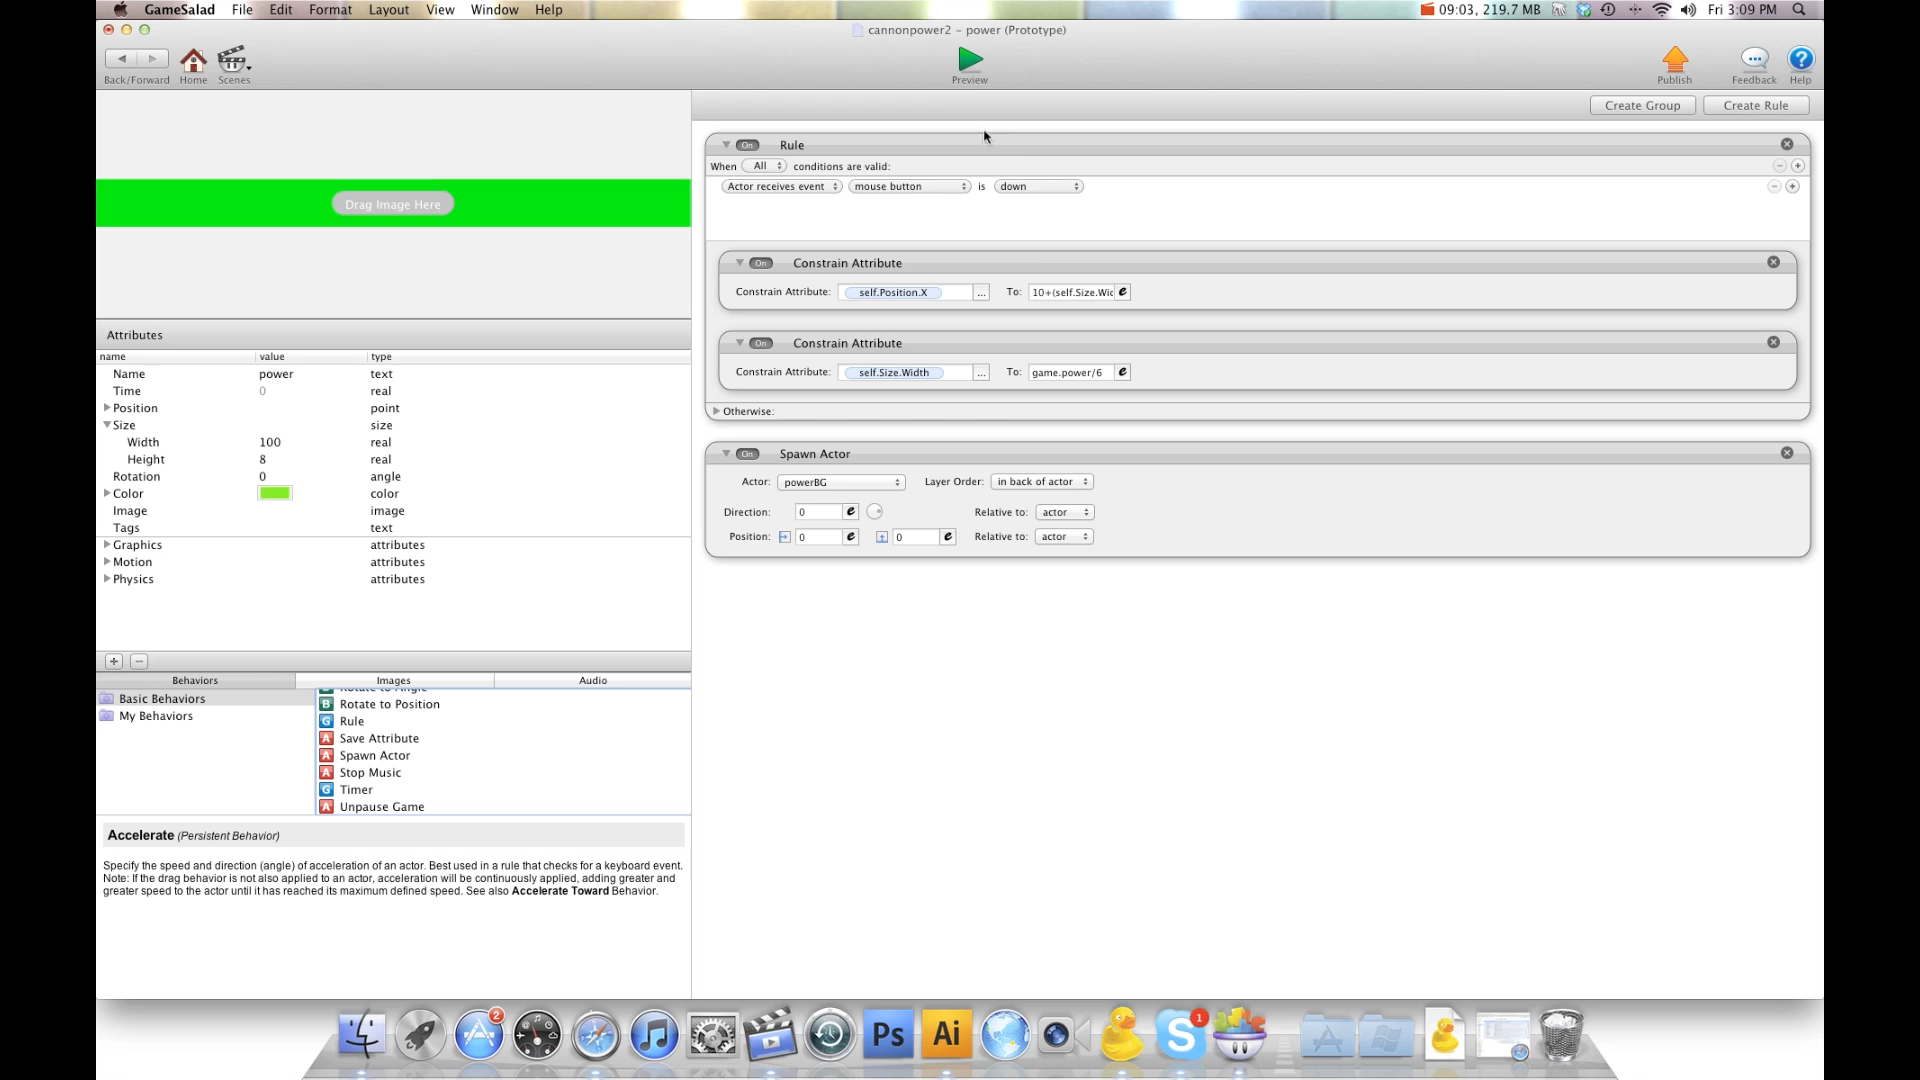 GameSalad File Edit Format Layout View Window Help
09:03, 219.7 MB Fri 3:09 PM
cannonpower2 – power (Prototype)
Back/Forward Home Scenes Preview Publish Feedback Help
Create Group Create Rule
Drag Image Here
On Rule
When All conditions are valid:
Actor receives event mouse button is down
On Constrain Attribute
Constrain Attribute: self.Position.X ... To: 10+(self.Size.Wi e
On Constrain Attribute
Constrain Attribute: self.Size.Width ... To: game.power/6 e
Otherwise:
On Spawn Actor
Actor: powerBG Layer Order: in back of actor
Direction: 0 e Relative to: actor
Position: 0 e 0 e Relative to: actor
Attributes
name value type
Name power text
Time 0 real
Position point
Size size
Width 100 real
Height 8 real
Rotation 0 angle
Color color
Image image
Tags text
Graphics attributes
Motion attributes
Physics attributes
Behaviors Images Audio
Basic Behaviors
My Behaviors
B Rotate to Angle
B Rotate to Position
G Rule
A Save Attribute
A Spawn Actor
A Stop Music
G Timer
A Unpause Game
Accelerate (Persistent Behavior)
Specify the speed and direction (angle) of acceleration of an actor. Best used in a rule that checks for a keyboard event.
Note: If the drag behavior is not also applied to an actor, acceleration will be continuously applied, adding greater and
greater speed to the actor until it has reached its maximum defined speed. See also Accelerate Toward Behavior.
2 Ps Ai S 1